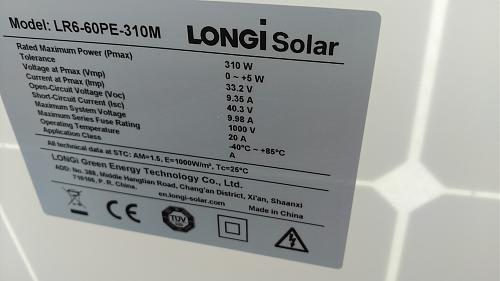 Model: LR6-60PE-310M LONGi Solar
Rated Maximum Power (Pmax) 310 W
Tolerance 0 ~ +5 W
Voltage at Pmax (Vmp) 33.2 V
Current at Pmax (Imp) 9.35 A
Open-Circuit Voltage (Voc) 40.3 V
Short-Circuit Current (Isc) 9.98 A
Maximum System Voltage 1000 V
Maximum Series Fuse Rating 20 A
Operating Temperature -40°C ~ +85°C
Application Class A
All technical data at STC: AM=1.5, E=1000W/m², Tc=25°C
LONGi Green Energy Technology Co., Ltd.
ADD: No. 388, Middle Hanglian Road, Chang'an District, Xi'an, Shaanxi
710100, P. R. China.
en.longi-solar.com Made in China
CE TÜV